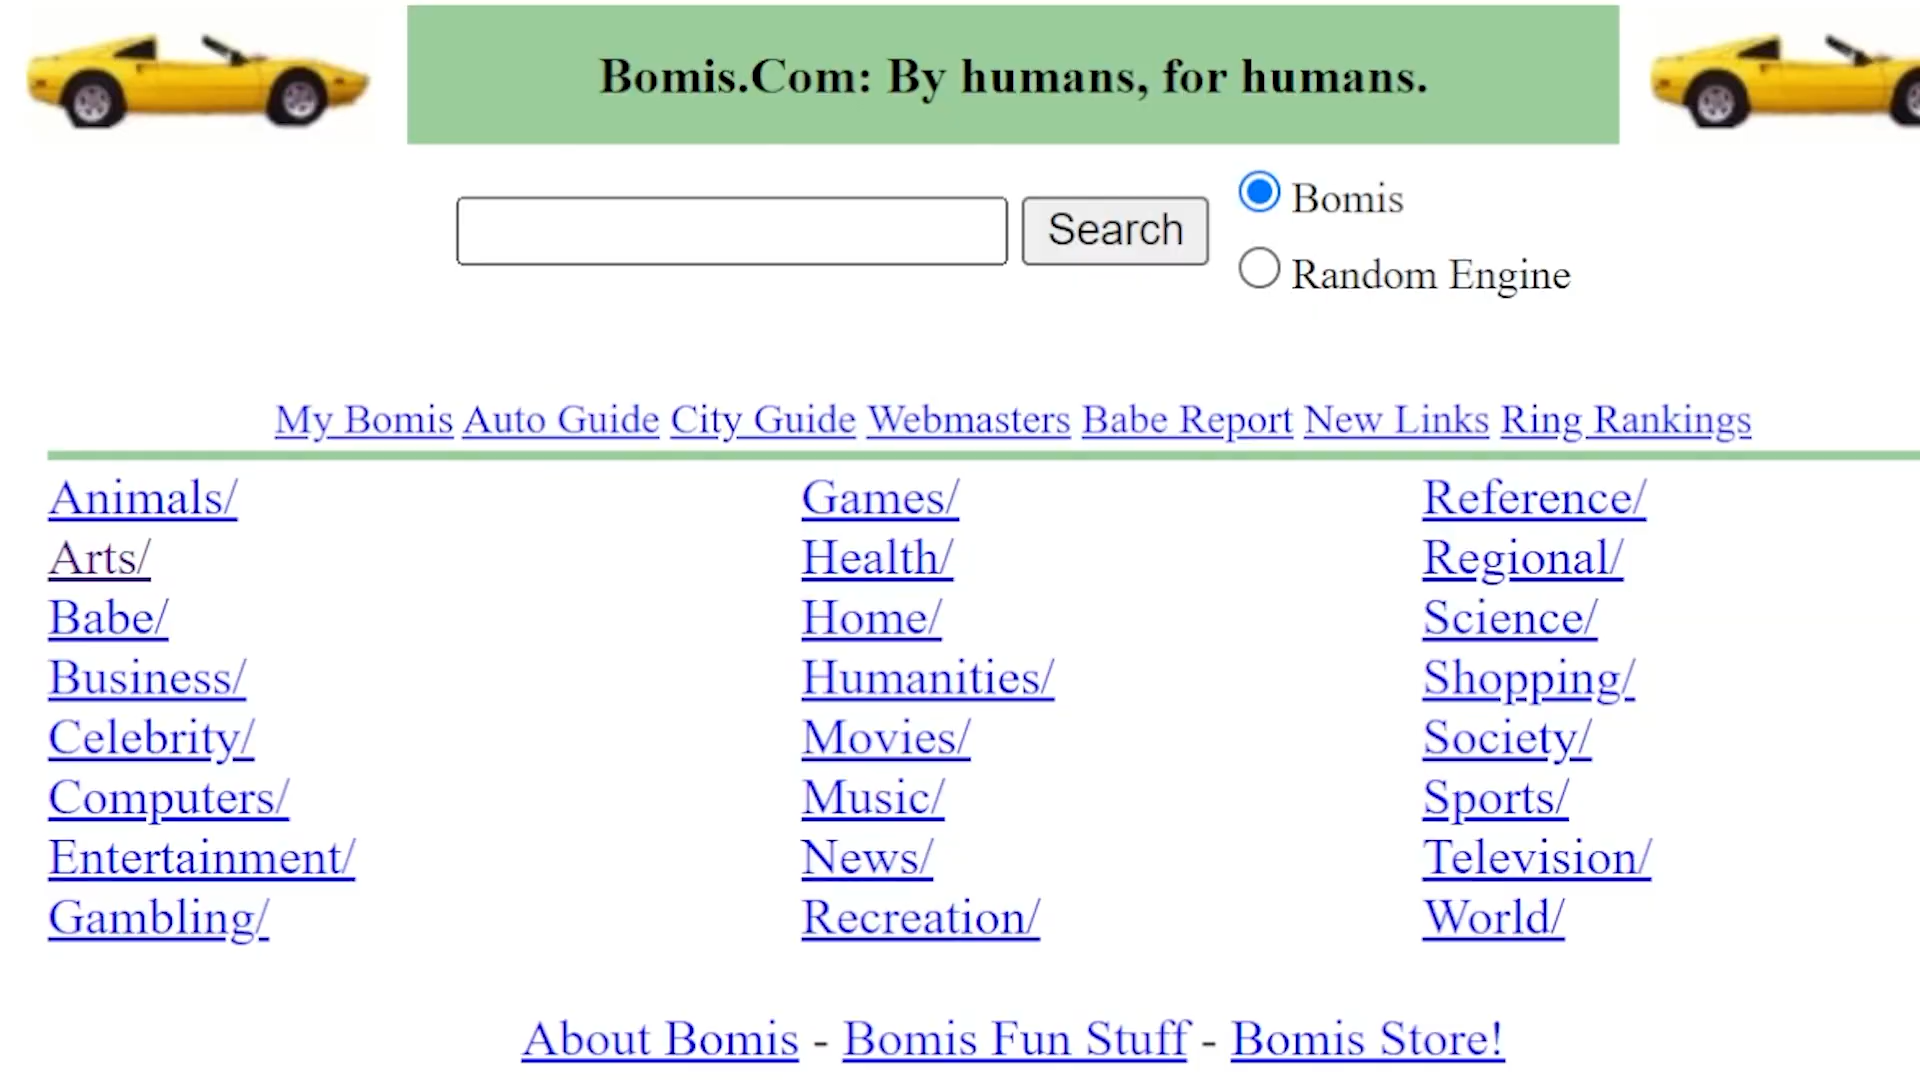 Bomis.Com: By humans, for humans.
Search
Bomis
Random Engine
My Bomis Auto Guide City Guide Webmasters Babe Report New Links Ring Rankings
Animals/
Arts/
Babe/
Business/
Celebrity/
Computers/
Entertainment/
Gambling/
Games/
Health/
Home/
Humanities/
Movies/
Music/
News/
Recreation/
Reference/
Regional/
Science/
Shopping/
Society/
Sports/
Television/
World/
About Bomis - Bomis Fun Stuff - Bomis Store!